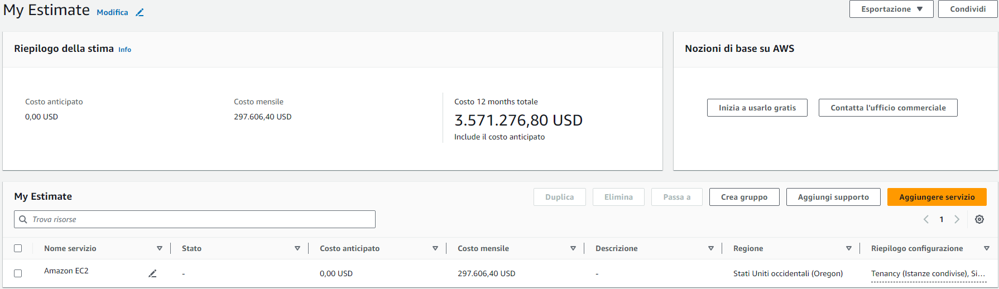 My Estimate Modifica
Esportazione
Condividi
Riepilogo della stima Info
Nozioni di base su AWS
Costo anticipato
0,00 USD
Costo mensile
297.606,40 USD
Costo 12 months totale
3.571.276,80 USD
Include il costo anticipato
Inizia a usarlo gratis
Contatta l'ufficio commerciale
My Estimate
Duplica
Elimina
Passa a
Crea gruppo
Aggiungi supporto
Aggiungere servizio
Trova risorse
1
Nome servizio Stato Costo anticipato Costo mensile Descrizione Regione Riepilogo configurazione
Amazon EC2 - 0,00 USD 297.606,40 USD - Stati Uniti occidentali (Oregon) Tenancy (Istanze condivise), Si...